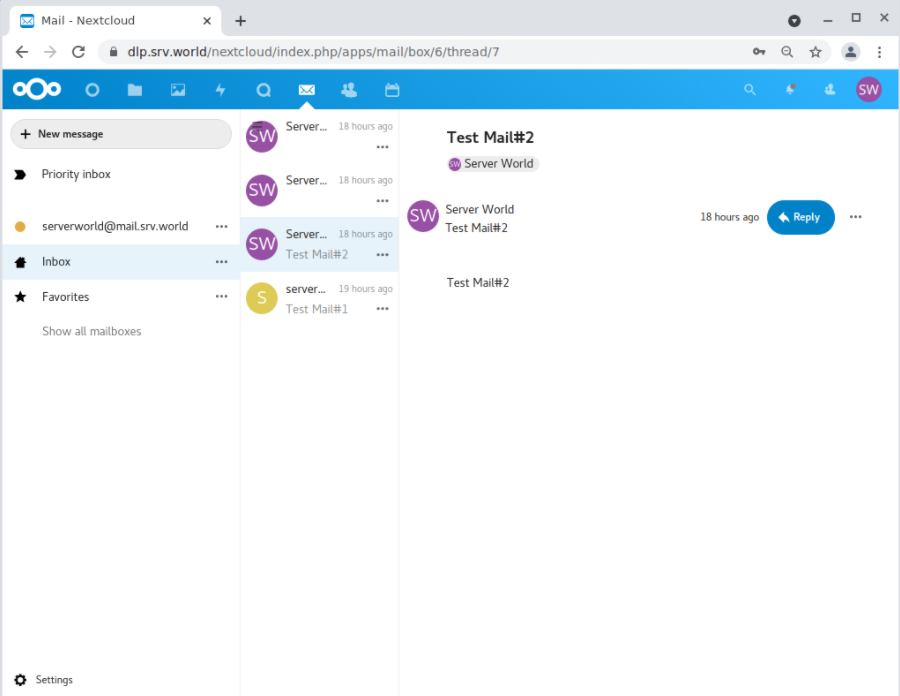 Mail - Nextcloud
dlp.srv.world/nextcloud/index.php/apps/mail/box/6/thread/7
SW
New message
Priority inbox
serverworld@mail.srv.world
Inbox
Favorites
Show all mailboxes
Settings
SW Server... 18 hours ago
SW Server... 18 hours ago
SW Server... 18 hours ago
Test Mail#2
S server... 19 hours ago
Test Mail#1
Test Mail#2
SW Server World
SW Server World
Test Mail#2
18 hours ago
Reply
Test Mail#2